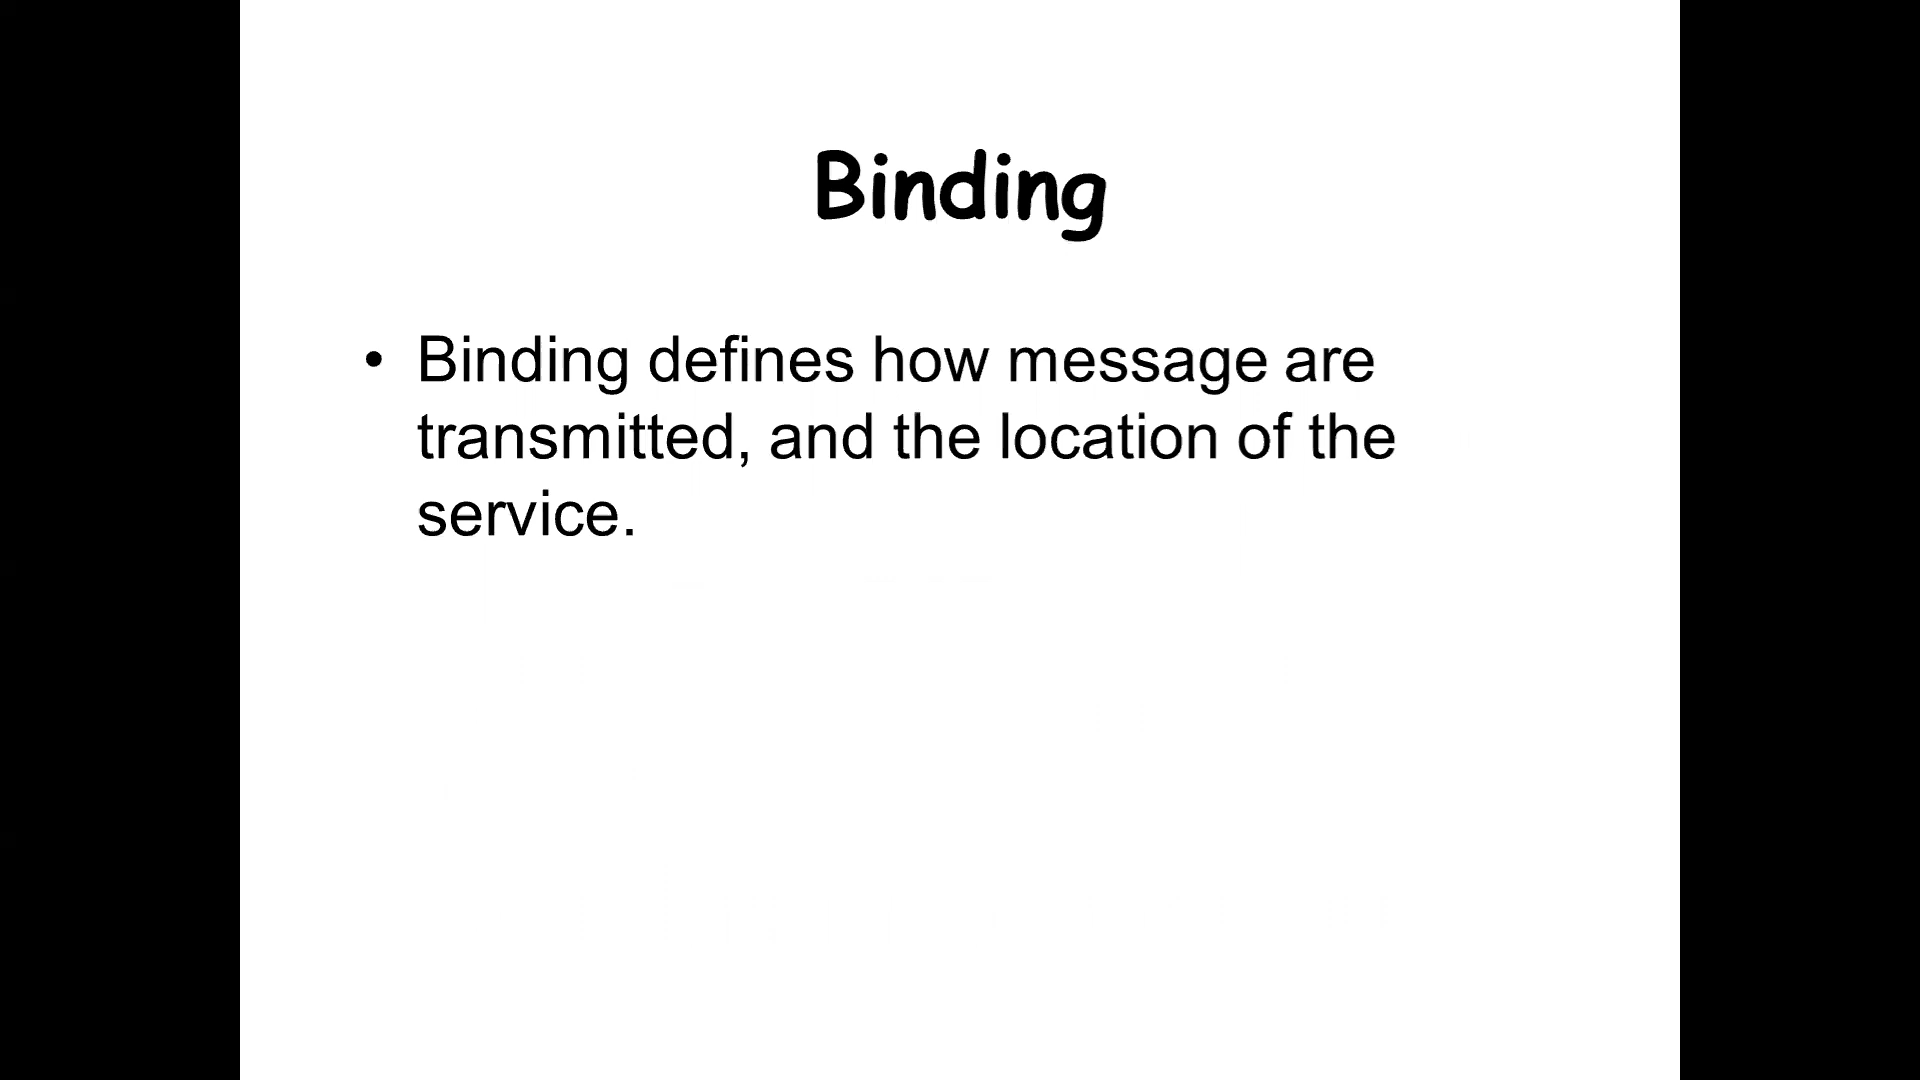 Binding
• Binding defines how message are
transmitted, and the location of the
service.